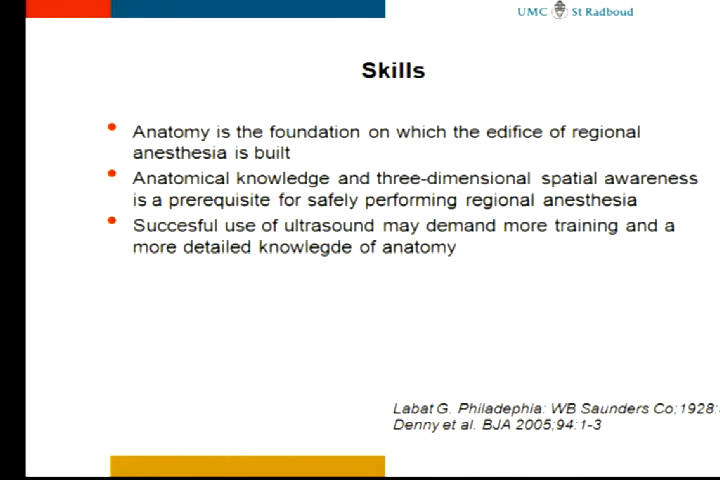 UMC St Radboud
Skills
• Anatomy is the foundation on which the edifice of regional
anesthesia is built
• Anatomical knowledge and three-dimensional spatial awareness
is a prerequisite for safely performing regional anesthesia
• Succesful use of ultrasound may demand more training and a
more detailed knowlegde of anatomy
Labat G. Philadephia: WB Saunders Co;1928:
Denny et al. BJA 2005;94:1-3